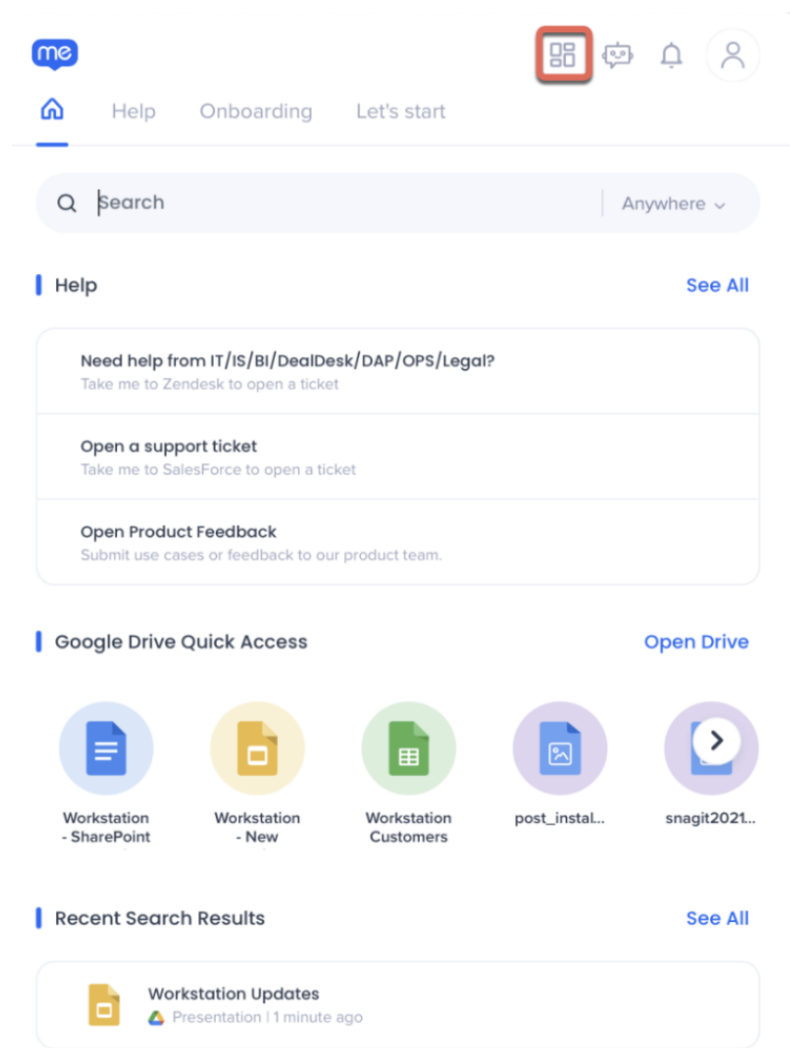 me
Help Onboarding Let's start
Search Anywhere
Help See All
Need help from IT/IS/BI/DealDesk/DAP/OPS/Legal?
Take me to Zendesk to open a ticket
Open a support ticket
Take me to SalesForce to open a ticket
Open Product Feedback
Submit use cases or feedback to our product team.
Google Drive Quick Access Open Drive
Workstation Workstation Workstation post_instal... snagit2021...
- SharePoint - New Customers
Recent Search Results See All
Workstation Updates
Presentation | 1 minute ago